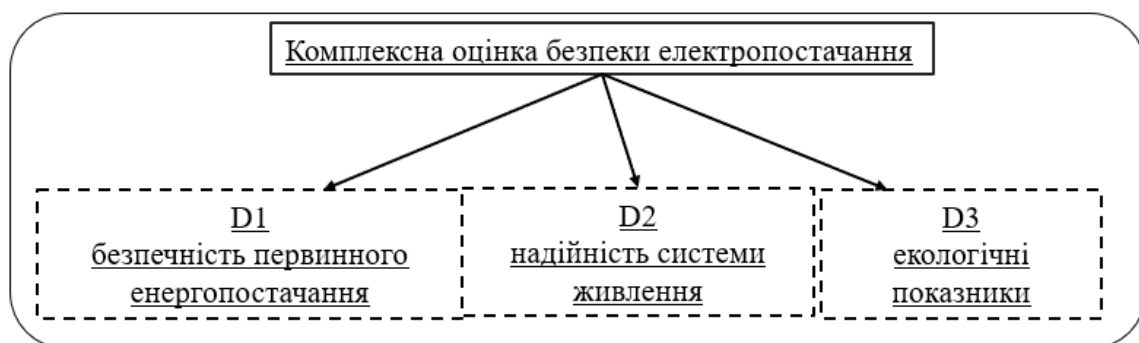 Комплексна оцінка безпеки електропостачання
D1
безпечність первинного
енергопостачання
D2
надійність системи
живлення
D3
екологічні
показники